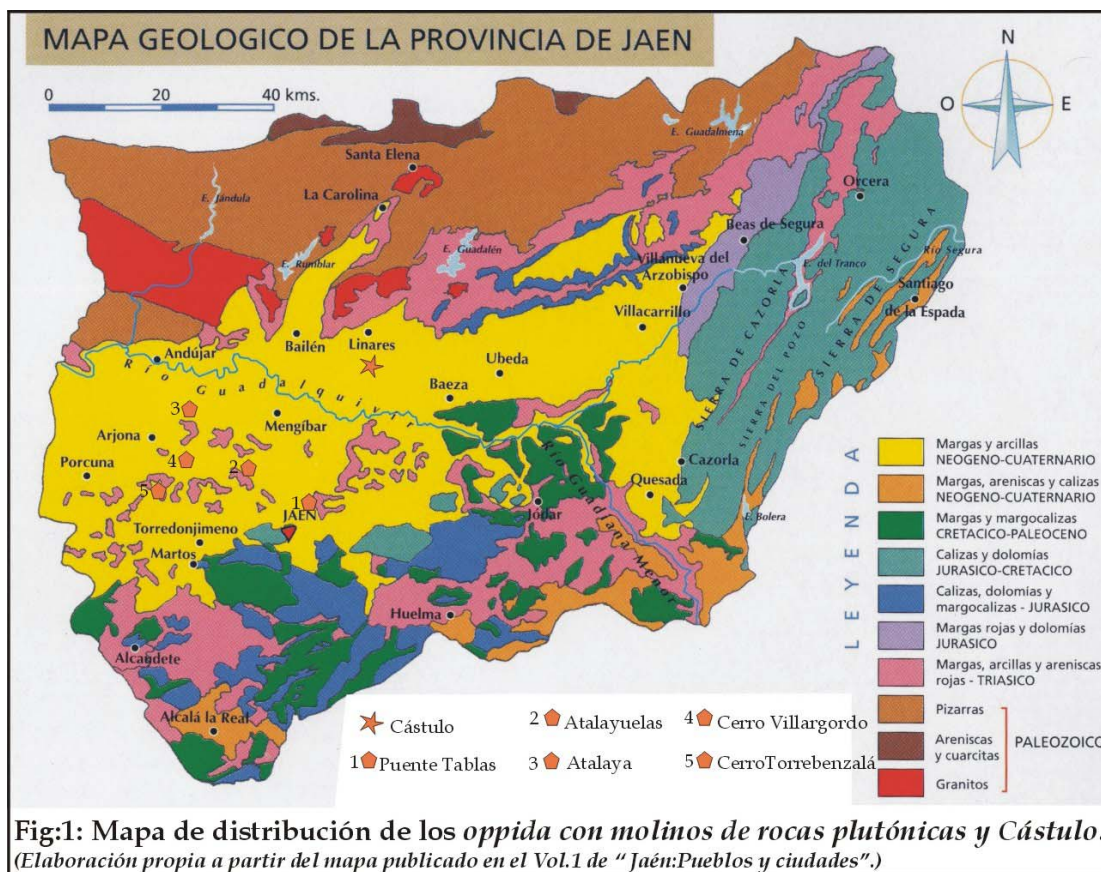 MAPA GEOLOGICO DE LA PROVINCIA DE JAEN
0 20 40 kms.
N
O E
S
Santa Elena
La Carolina
E. Jándula
E. Rumblar
E. Guadalén
E. Guadalmena
Orcera
Beas de Segura
Villanueva del
Arzobispo
E. del Tranco
Río Segura
Santiago
de la Espada
SIERRA DE SEGURA
SIERRA DE CAZORLA
SIERRA DEL POZO
Villacarrillo
Andújar
Bailén
Linares
Ubeda
Baeza
Río Guadalquivir
Mengíbar
3
Arjona
4
2
Porcuna
5
1
JAEN
Torredonjimeno
Martos
Jódar
Río Guadiana Menor
Quesada
Cazorla
E. Bolera
Huelma
Alcaudete
Alcalá la Real
LEYENDA
Margas y arcillas
NEOGENO-CUATERNARIO
Margas, areniscas y calizas
NEOGENO-CUATERNARIO
Margas y margocalizas
CRETACICO-PALEOCENO
Calizas y dolomías
JURASICO-CRETACICO
Calizas, dolomías y
margocalizas - JURASICO
Margas rojas y dolomías
JURASICO
Margas, arcillas y areniscas
rojas - TRIASICO
Pizarras
Areniscas
y cuarcitas
PALEOZOICO
Granitos
Cástulo
2 Atalayuelas
4 Cerro Villargordo
1 Puente Tablas
3 Atalaya
5 CerroTorrebenzalá
Fig:1: Mapa de distribución de los oppida con molinos de rocas plutónicas y Cástulo.
(Elaboración propia a partir del mapa publicado en el Vol.1 de “ Jaén:Pueblos y ciudades”.)